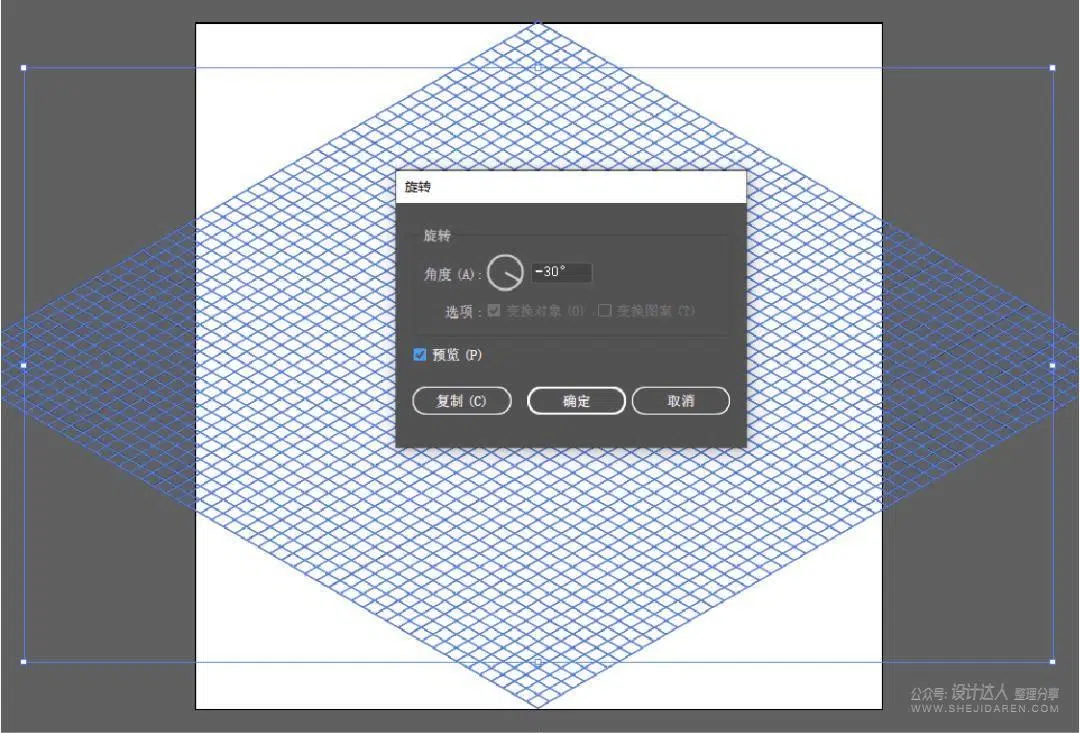 旋转
旋转
角度 (A) : -30°
选项 : 变换对象 (O) 变换图案 (T)
预览 (P)
复制 (C) 确定 取消
公众号: 设计达人 整理分享
WWW.SHEJIDAREN.COM